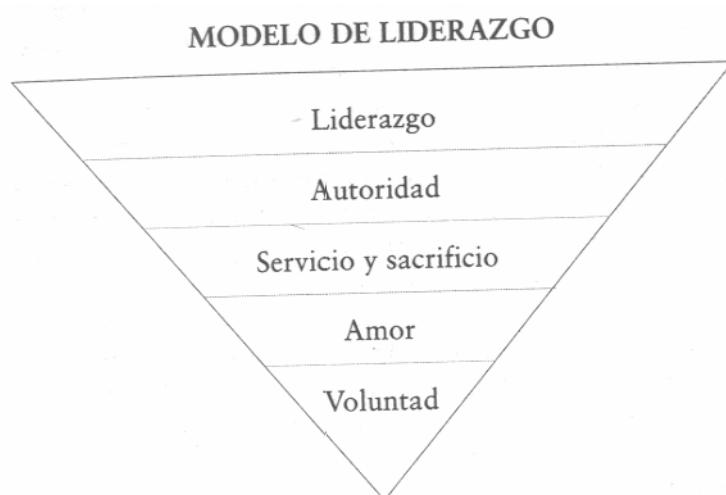 MODELO DE LIDERAZGO
Liderazgo
Autoridad
Servicio y sacrificio
Amor
Voluntad